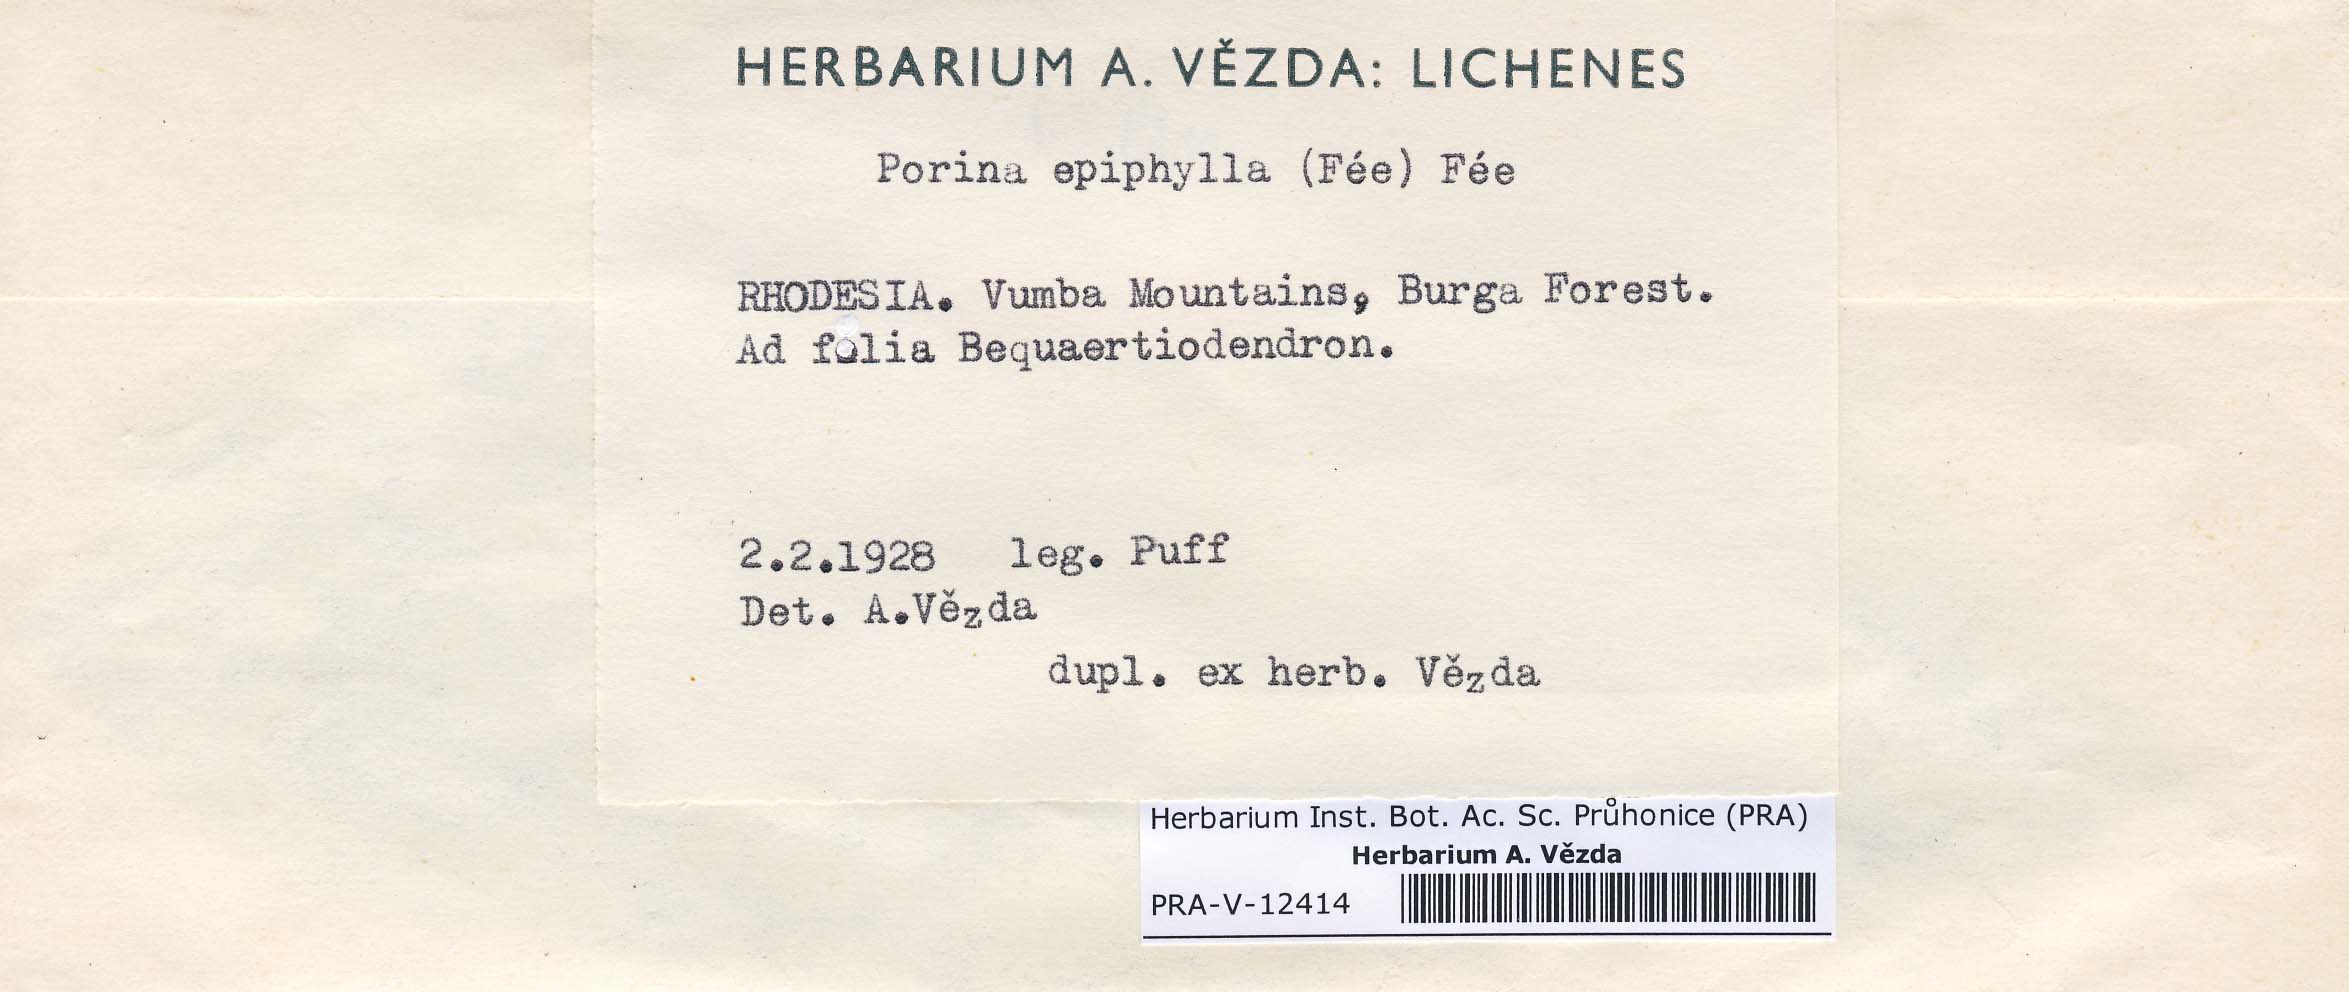 HERBARIUM A. VĚZDA: LICHENES
Porina epiphylla (Fée) Fée
RHODESIA. Vumba Mountains, Burga Forest.
Ad folia Bequaertiodendron.
2.2.1928 leg. Puff
Det. A.Vězda
dupl. ex herb. Vězda
Herbarium Inst. Bot. Ac. Sc. Průhonice (PRA)
Herbarium A. Vězda
PRA-V-12414